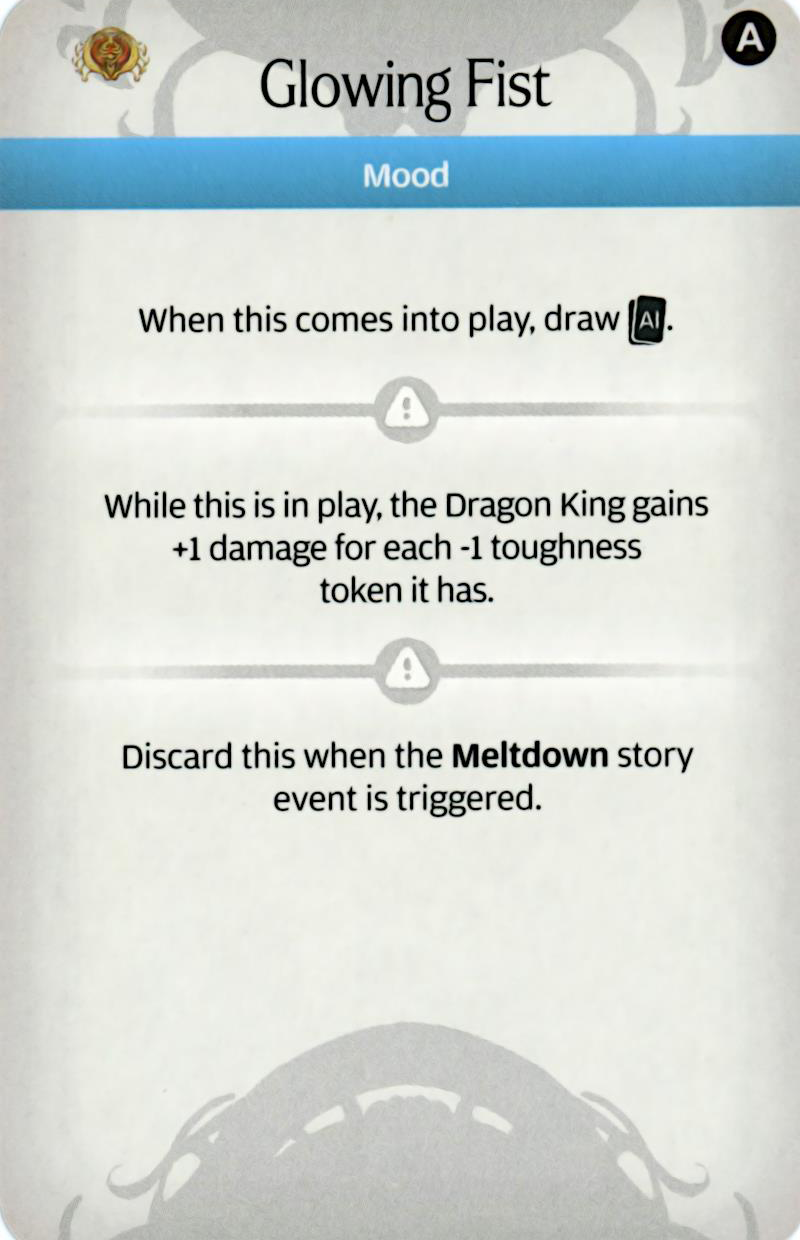 A
Glowing Fist
Mood
When this comes into play, draw AI.
While this is in play, the Dragon King gains
+1 damage for each -1 toughness
token it has.
Discard this when the Meltdown story
event is triggered.